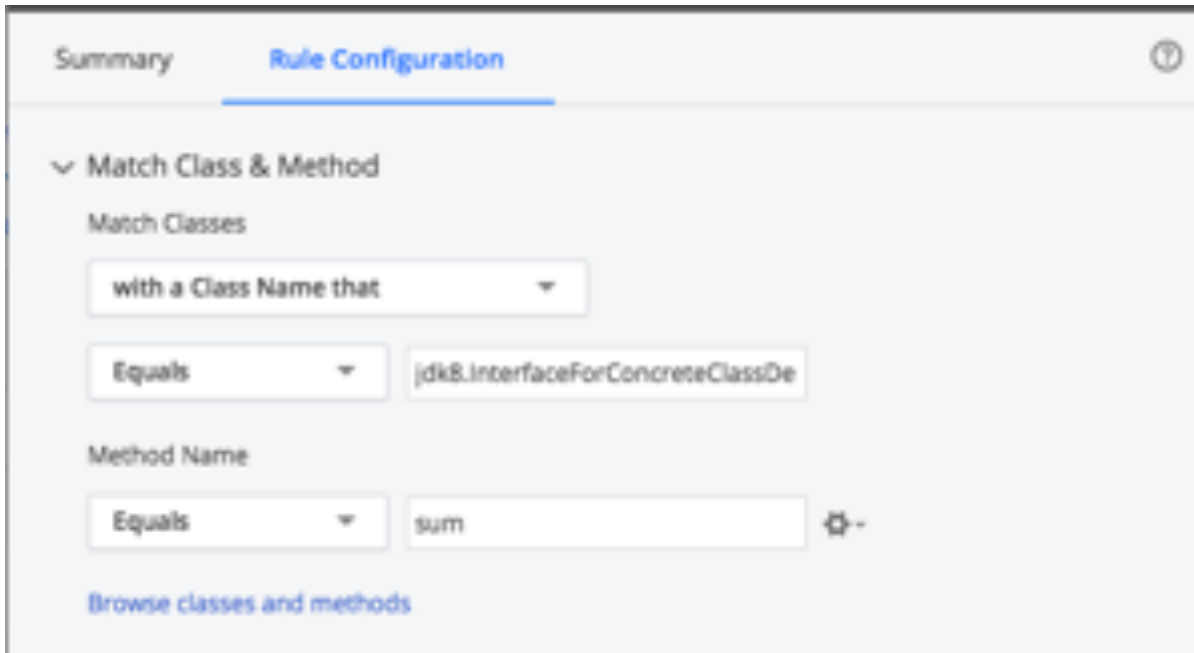 Summary Rule Configuration
Match Class & Method
Match Classes
with a Class Name that
Equals jdk8.InterfaceForConcreteClassDe
Method Name
Equals sum
Browse classes and methods